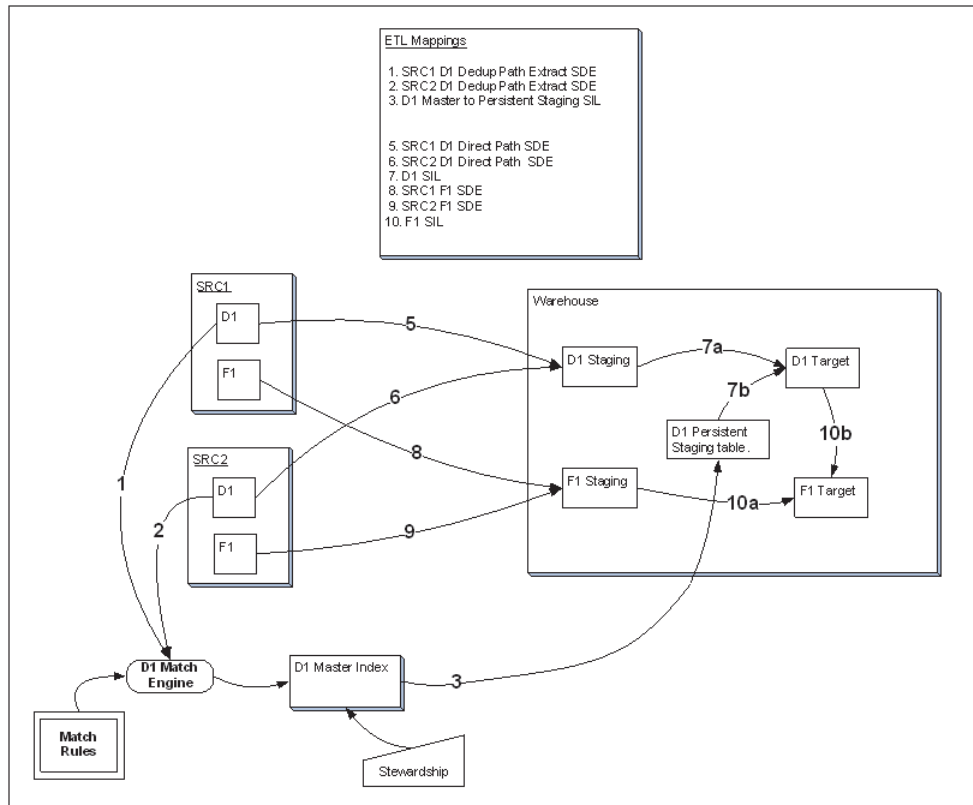 ETL Mappings
1. SRC1 D1 Dedup Path Extract SDE
2. SRC2 D1 Dedup Path Extract SDE
3. D1 Master to Persistent Staging SIL
5. SRC1 D1 Direct Path SDE
6. SRC2 D1 Direct Path SDE
7. D1 SIL
8. SRC1 F1 SDE
9. SRC2 F1 SDE
10. F1 SIL
SRC1
D1
F1
SRC2
D1
F1
1
2
5
6
8
9
Warehouse
D1 Staging
7a
D1 Target
7b
D1 Persistent
Staging table.
10b
F1 Staging
10a
F1 Target
D1 Match
Engine
D1 Master Index
3
Match
Rules
Stewardship